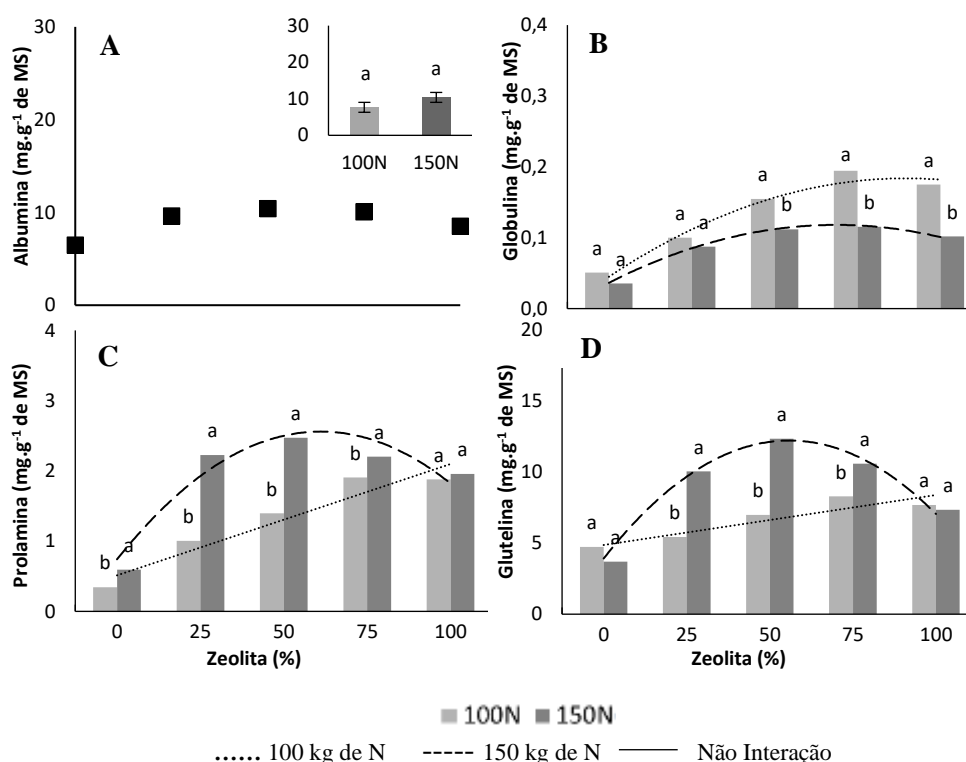 A
Albumina (mg.g⁻¹ de MS)
30
20
10
0
30
20
10
0
a
a
100N
150N
B
Globulina (mg.g⁻¹ de MS)
0,4
0,3
0,2
0,1
0,0
a
a
a
a
a
b
a
b
a
b
C
Prolamina (mg.g⁻¹ de MS)
4
3
2
1
0
b
a
b
a
b
a
b
a
a
a
0 25 50 75 100
Zeolita (%)
D
Glutelina (mg.g⁻¹ de MS)
20
15
10
5
0
a
a
b
a
b
a
b
a
a
a
0 25 50 75 100
Zeolita (%)
100N 150N
100 kg de N 150 kg de N Não Interação